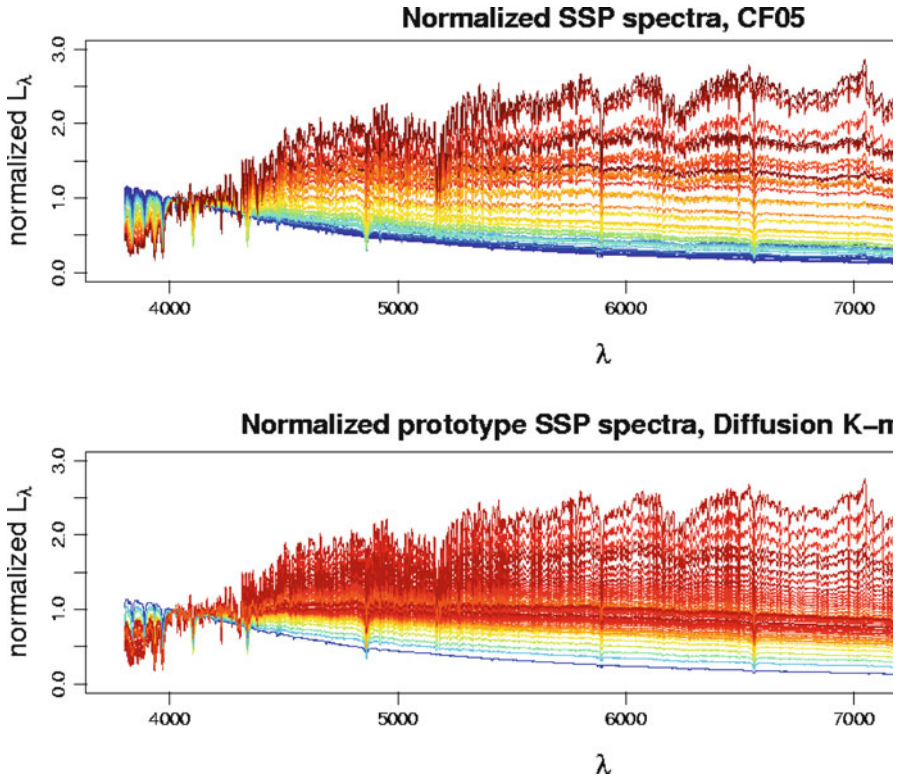 Normalized SSP spectra, CF05
normalized Lλ
3.0
2.0
1.0
0.0
4000 5000 6000 7000
λ
Normalized prototype SSP spectra, Diffusion K-m
normalized Lλ
3.0
2.0
1.0
0.0
4000 5000 6000 7000
λ